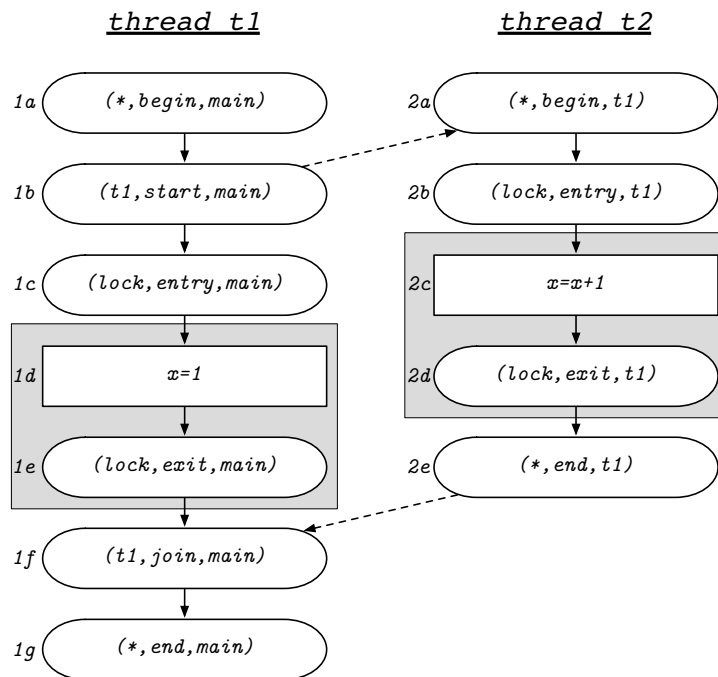 thread t1
thread t2
1a
(*,begin,main)
2a
(*,begin,t1)
1b
(t1,start,main)
2b
(lock,entry,t1)
1c
(lock,entry,main)
2c
x=x+1
1d
x=1
2d
(lock,exit,t1)
1e
(lock,exit,main)
2e
(*,end,t1)
1f
(t1,join,main)
1g
(*,end,main)